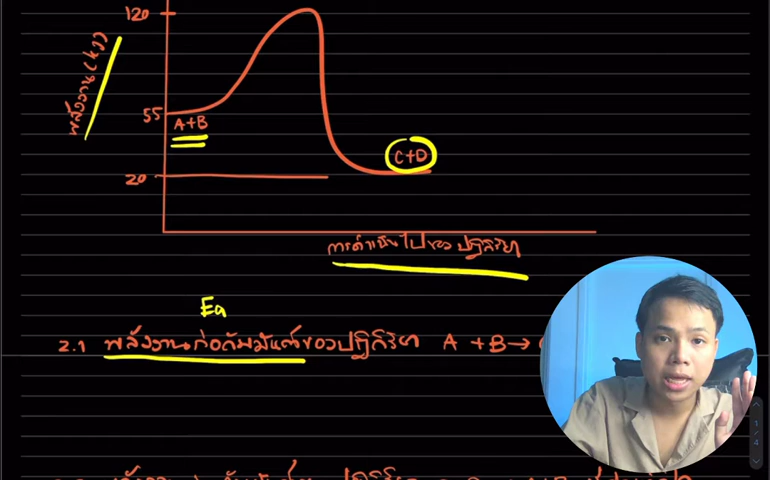 120
พลังงาน (kJ)
55
A+B
C+D
20
การดำเนินไปของปฏิกิริยา
Ea
2.1 พลังงานก่อกัมมันต์ของปฏิกิริยา A + B →
1
4